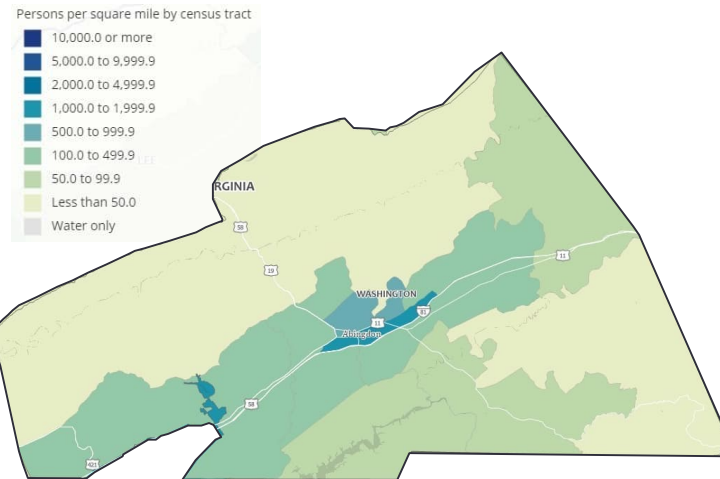 Persons per square mile by census tract
10,000.0 or more
5,000.0 to 9,999.9
2,000.0 to 4,999.9
1,000.0 to 1,999.9
500.0 to 999.9
100.0 to 499.9
50.0 to 99.9
Less than 50.0
Water only
RGINIA
58
19
11
WASHINGTON
81
11
Abingdon
58
421